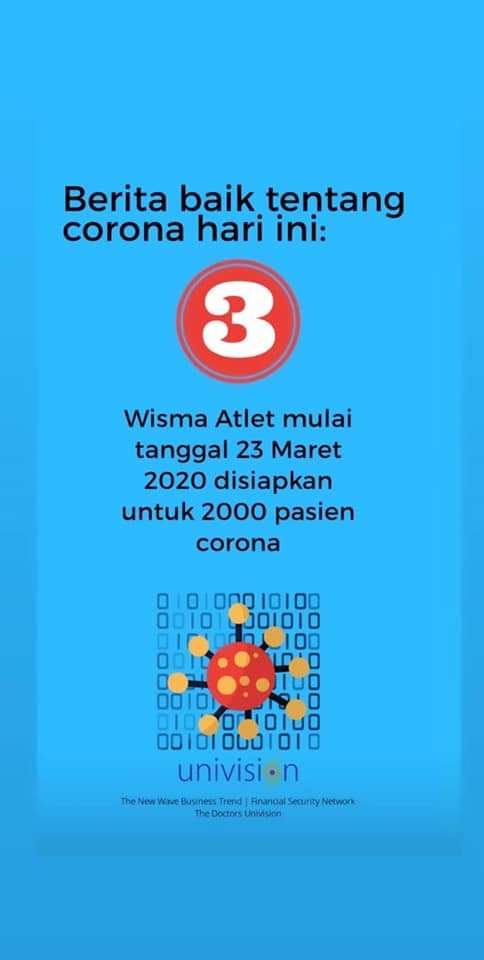 Berita baik tentang
corona hari ini:
3
Wisma Atlet mulai
tanggal 23 Maret
2020 disiapkan
untuk 2000 pasien
corona
univision
The New Wave Business Trend | Financial Security Network
The Doctors Univision